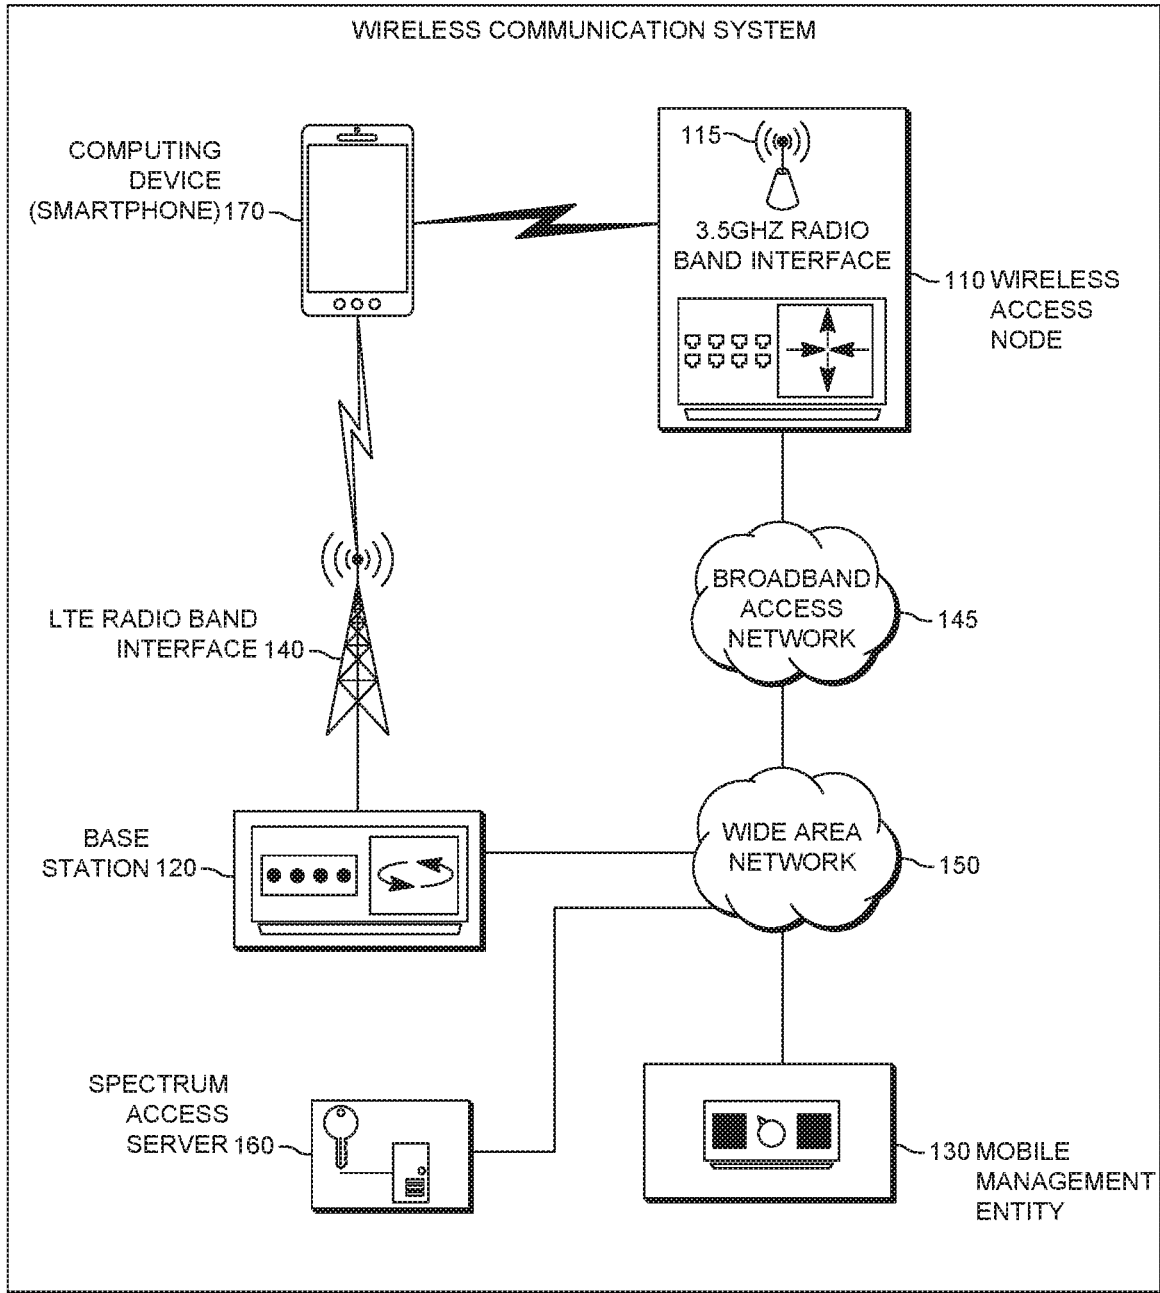 WIRELESS COMMUNICATION SYSTEM
COMPUTING
DEVICE
(SMARTPHONE) 170
115
3.5GHZ RADIO
BAND INTERFACE
110 WIRELESS
ACCESS
NODE
BROADBAND
ACCESS
NETWORK
145
LTE RADIO BAND
INTERFACE 140
BASE
STATION 120
WIDE AREA
NETWORK
150
SPECTRUM
ACCESS
SERVER 160
130 MOBILE
MANAGEMENT
ENTITY